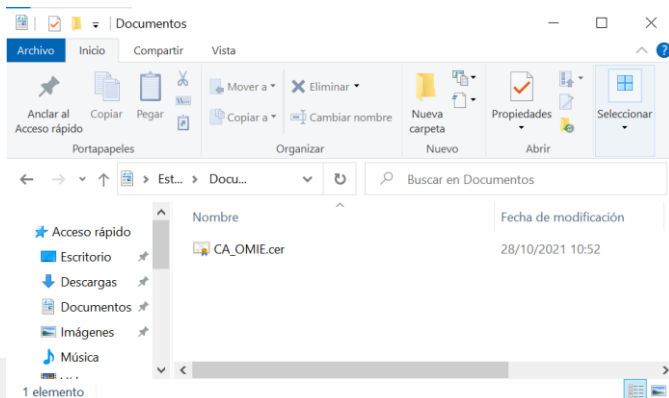 Documentos
Archivo Inicio Compartir Vista
Anclar al Acceso rápido
Copiar
Pegar
Portapapeles
Mover a
Copiar a
Eliminar
Cambiar nombre
Organizar
Nueva carpeta
Nuevo
Propiedades
Abrir
Seleccionar
Est... > Docu...
Buscar en Documentos
Acceso rápido
Escritorio
Descargas
Documentos
Imágenes
Música
Nombre Fecha de modificación
CA_OMIE.cer 28/10/2021 10:52
1 elemento